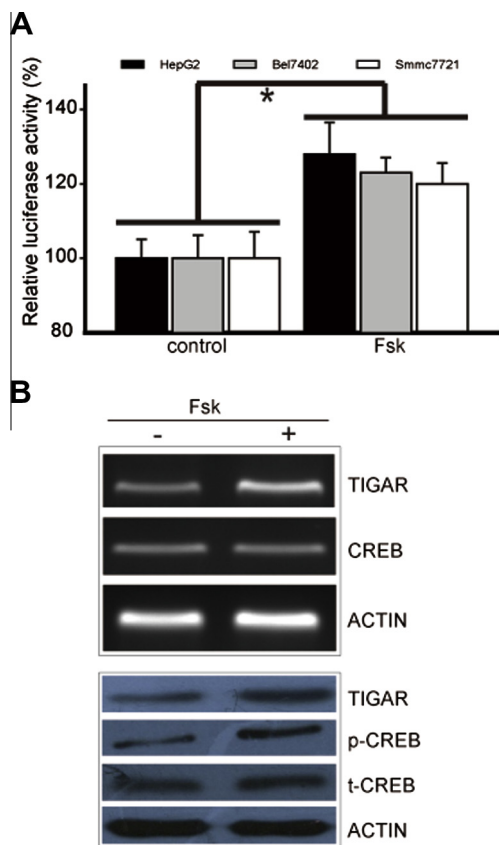 A
HepG2 Bel7402 Smmc7721
Relative luciferase activity (%)
140
120
100
80
*
control Fsk
B
Fsk
- +
TIGAR
CREB
ACTIN
TIGAR
p-CREB
t-CREB
ACTIN